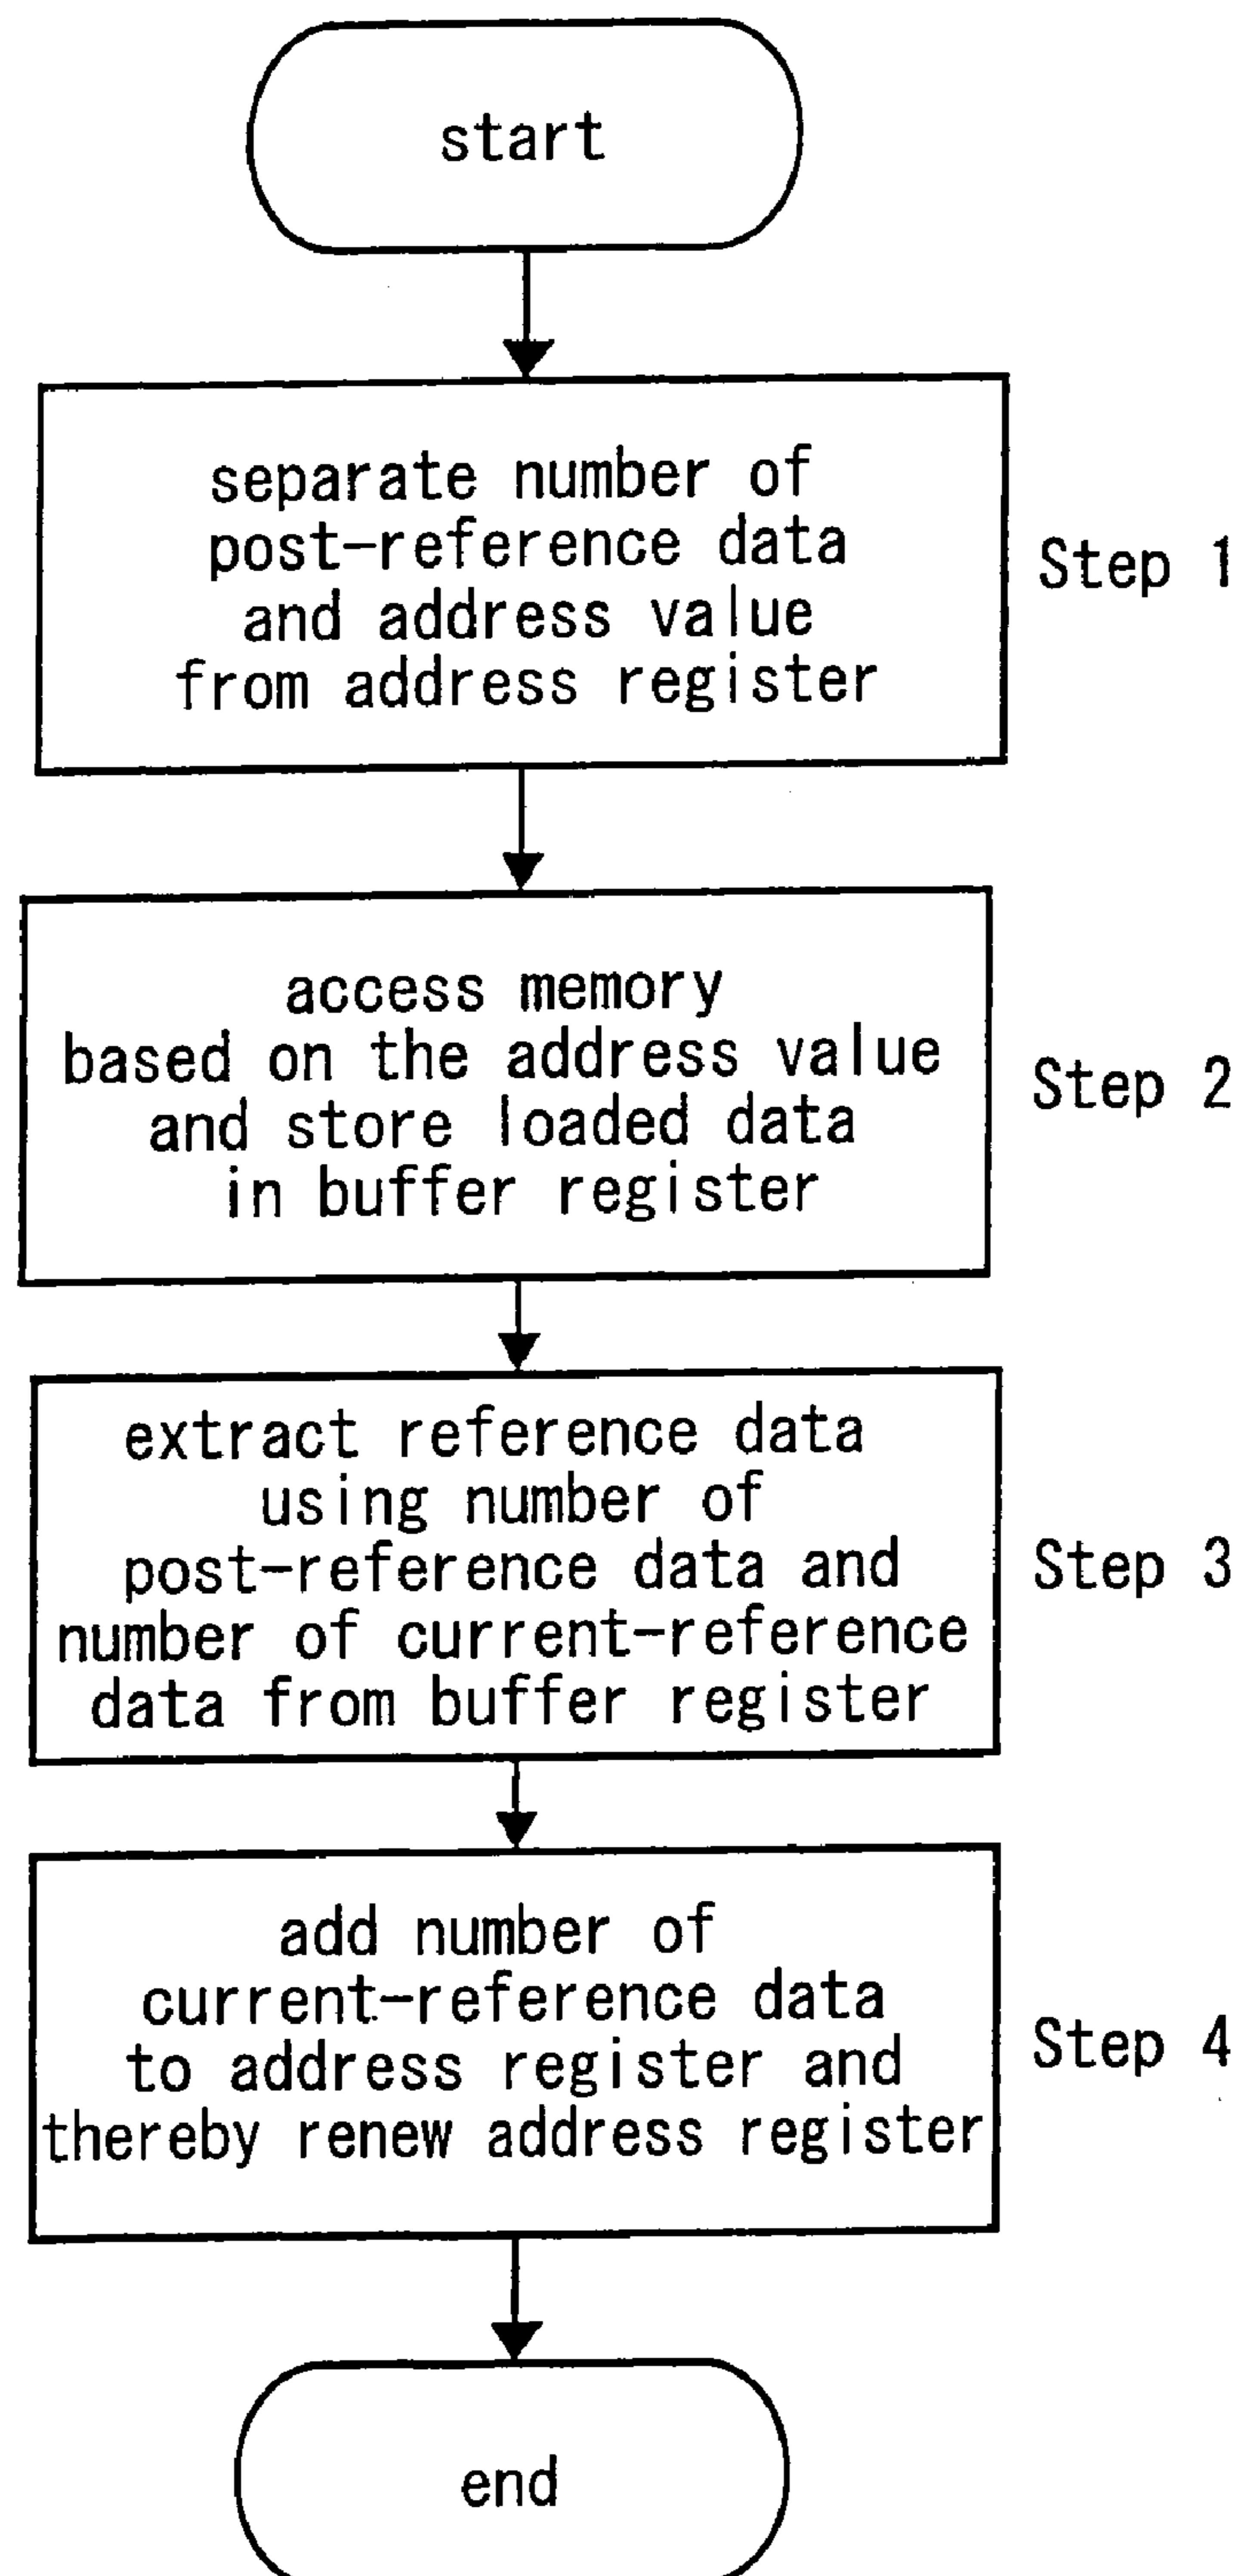 start
separate number of
post-reference data
and address value
from address register
Step 1
access memory
based on the address value
and store loaded data
in buffer register
Step 2
extract reference data
using number of
post-reference data and
number of current-reference
data from buffer register
Step 3
add number of
current-reference data
to address register and
thereby renew address register
Step 4
end